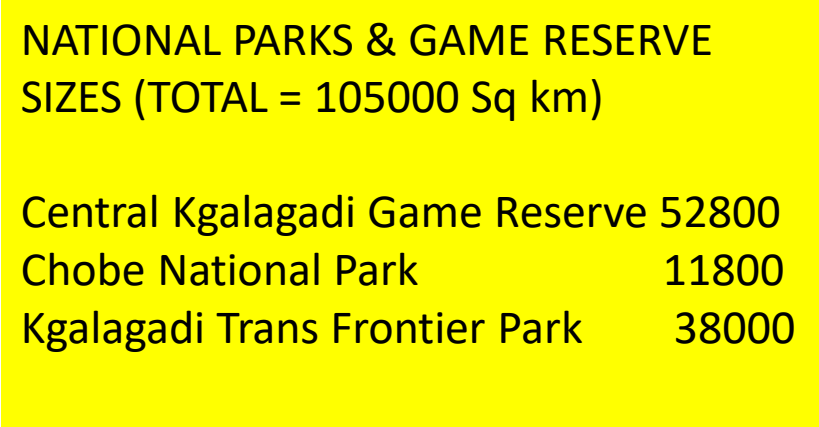 NATIONAL PARKS & GAME RESERVE
SIZES (TOTAL = 105000 Sq km)
Central Kgalagadi Game Reserve 52800
Chobe National Park 11800
Kgalagadi Trans Frontier Park 38000